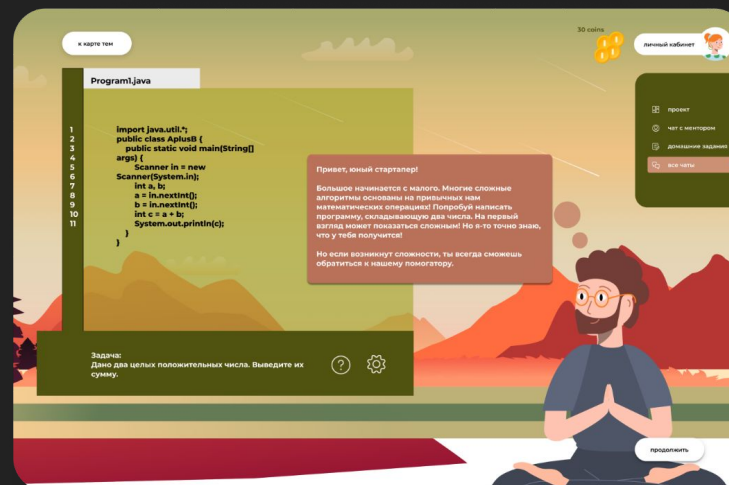 30 coins
к карте тем
личный кабинет
Program1.java
1
2
3
4
5
6
7
8
9
10
11
import java.util.*;
public class AplusB {
public static void main(String[]
args) {
Scanner in = new
Scanner(System.in);
int a, b;
a = in.nextInt();
b = in.nextInt();
int c = a + b;
System.out.println(c);
}
}
Привет, юный стартапер!
Большое начинается с малого. Многие сложные
алгоритмы основаны на привычных нам
математических операциях! Попробуй написать
программу, складывающую два числа. На первый
взгляд может показаться сложным! Но я-то точно знаю,
что у тебя получится!
Но если возникнут сложности, ты всегда сможешь
обратиться к нашему помогатору.
проект
чат с ментором
домашние задания
все чаты
Задача:
Дано два целых положительных числа. Выведите их
сумму.
?
продолжить